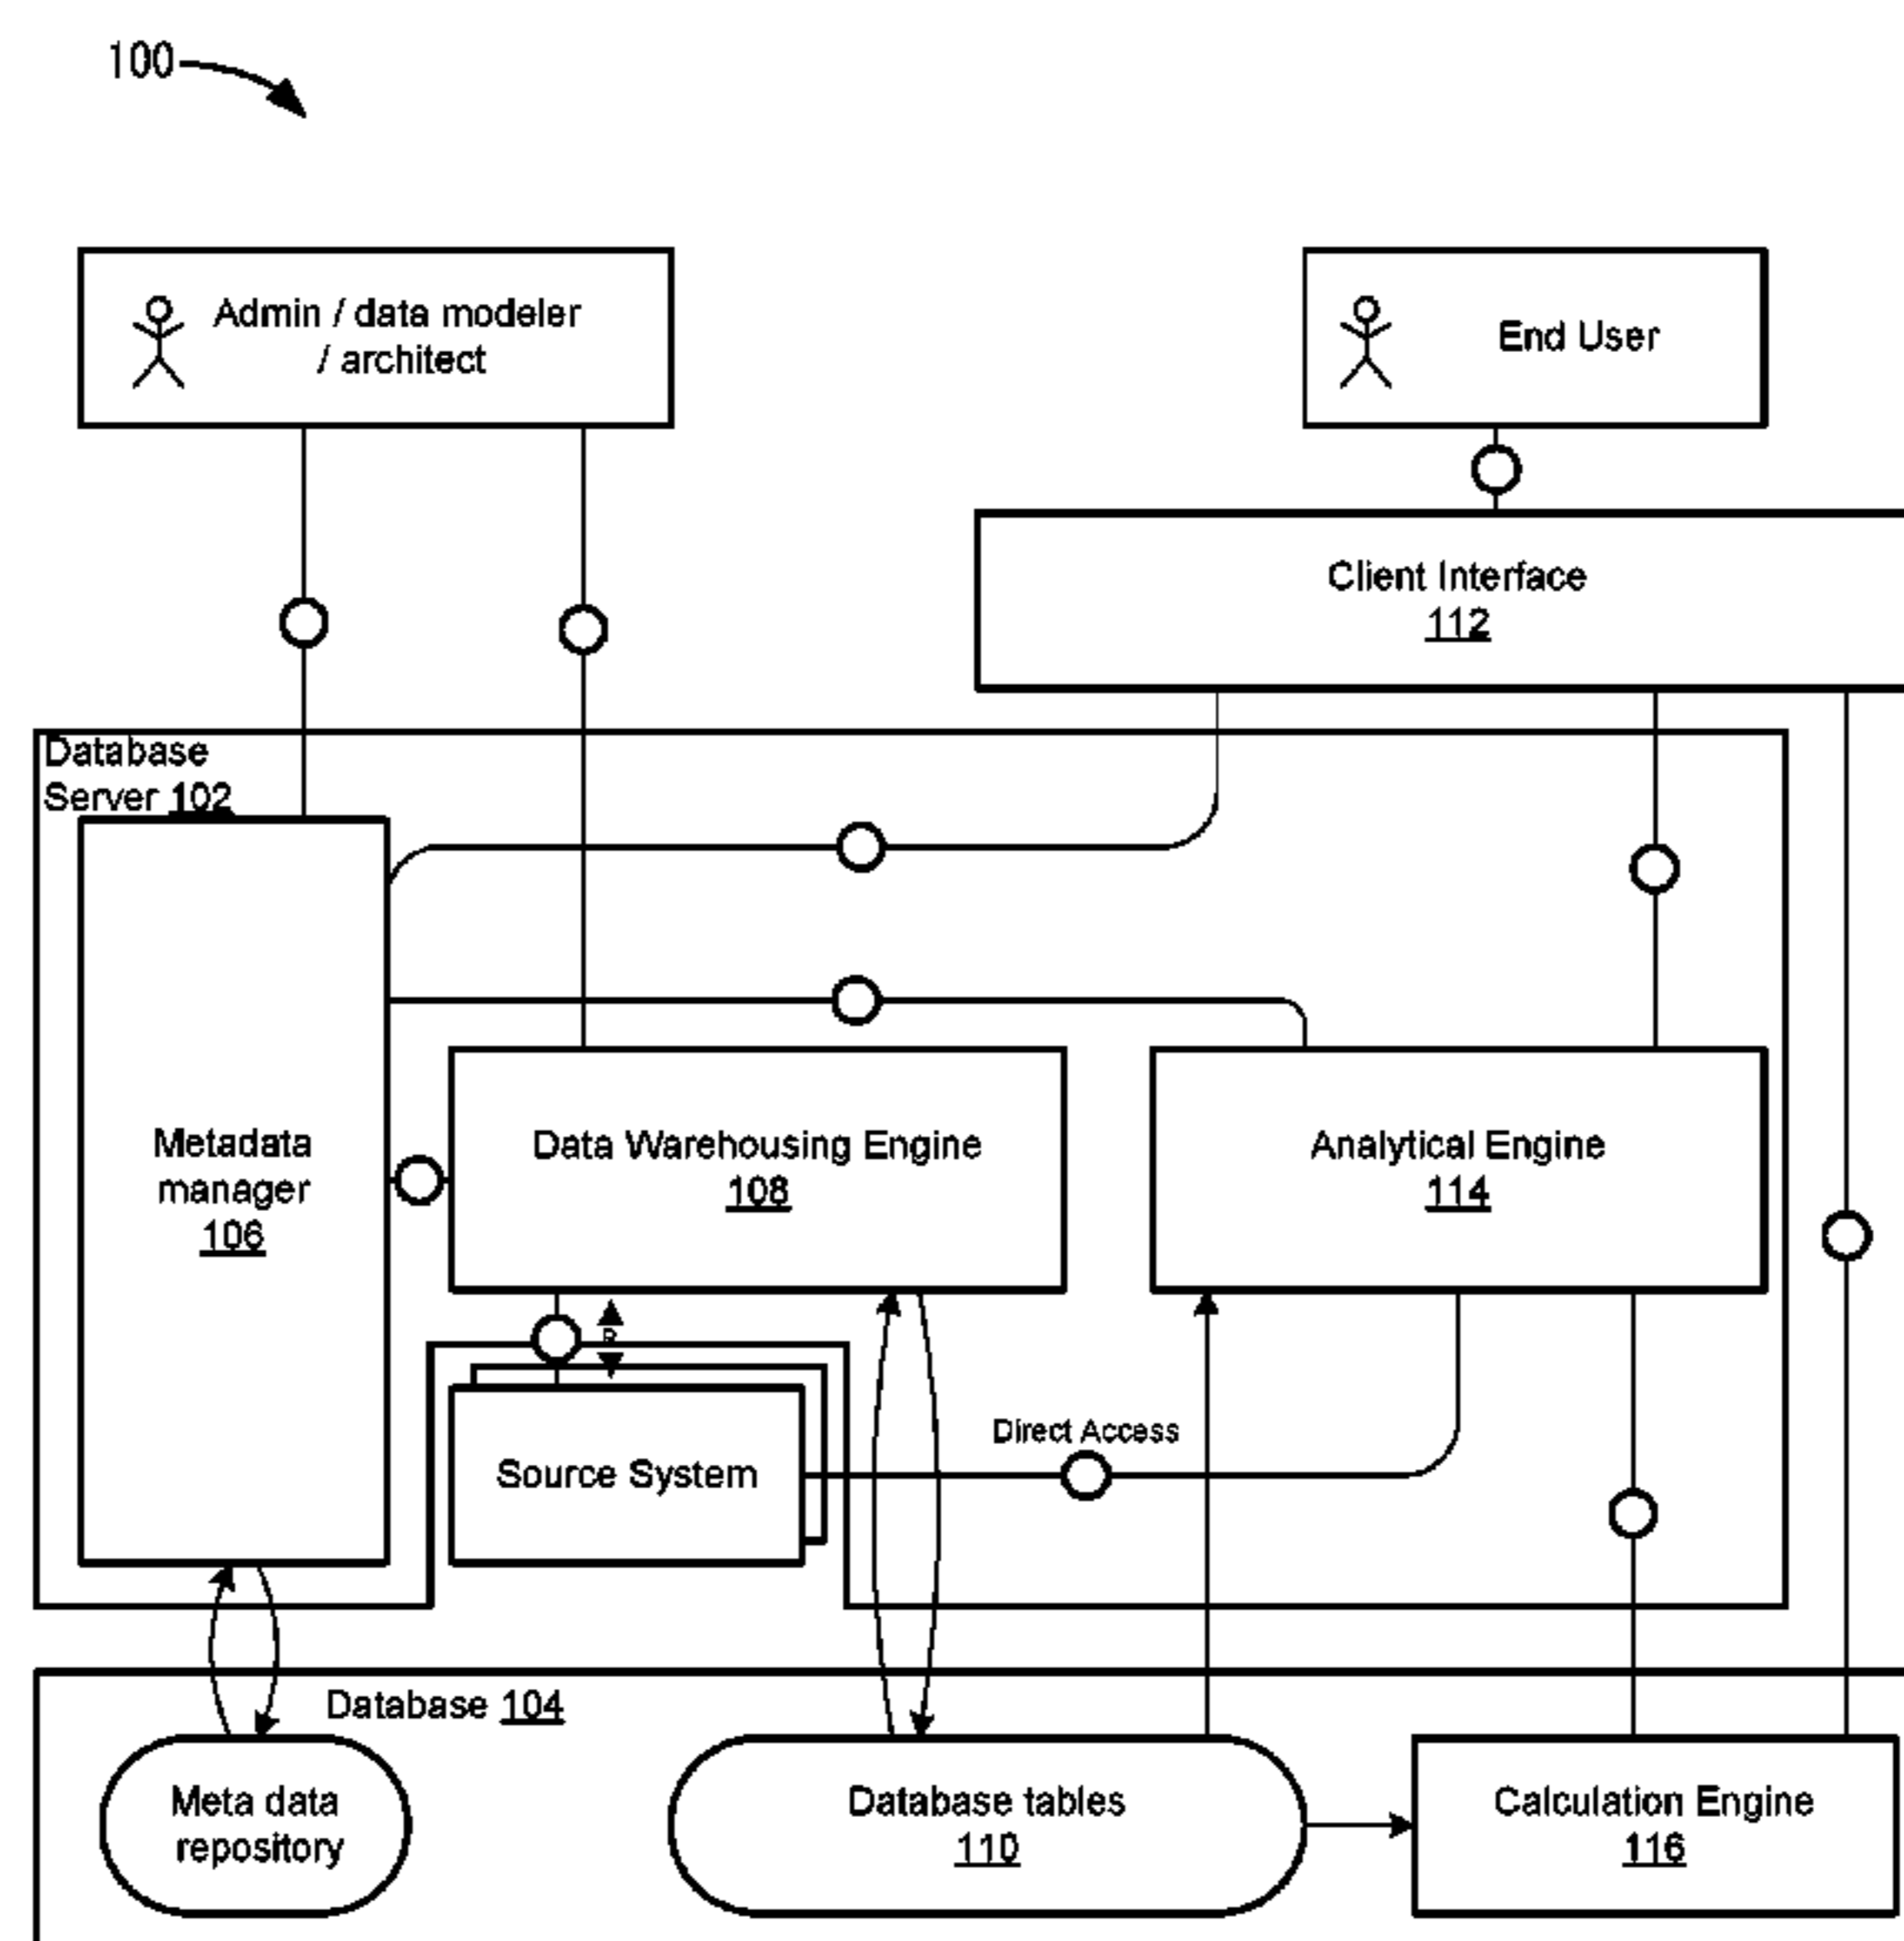 100
Admin / data modeler
/ architect
End User
Client Interface
112
Database
Server 102
Metadata
manager
106
Data Warehousing Engine
108
Analytical Engine
114
R
Source System
Direct Access
Database 104
Meta data
repository
Database tables
110
Calculation Engine
116